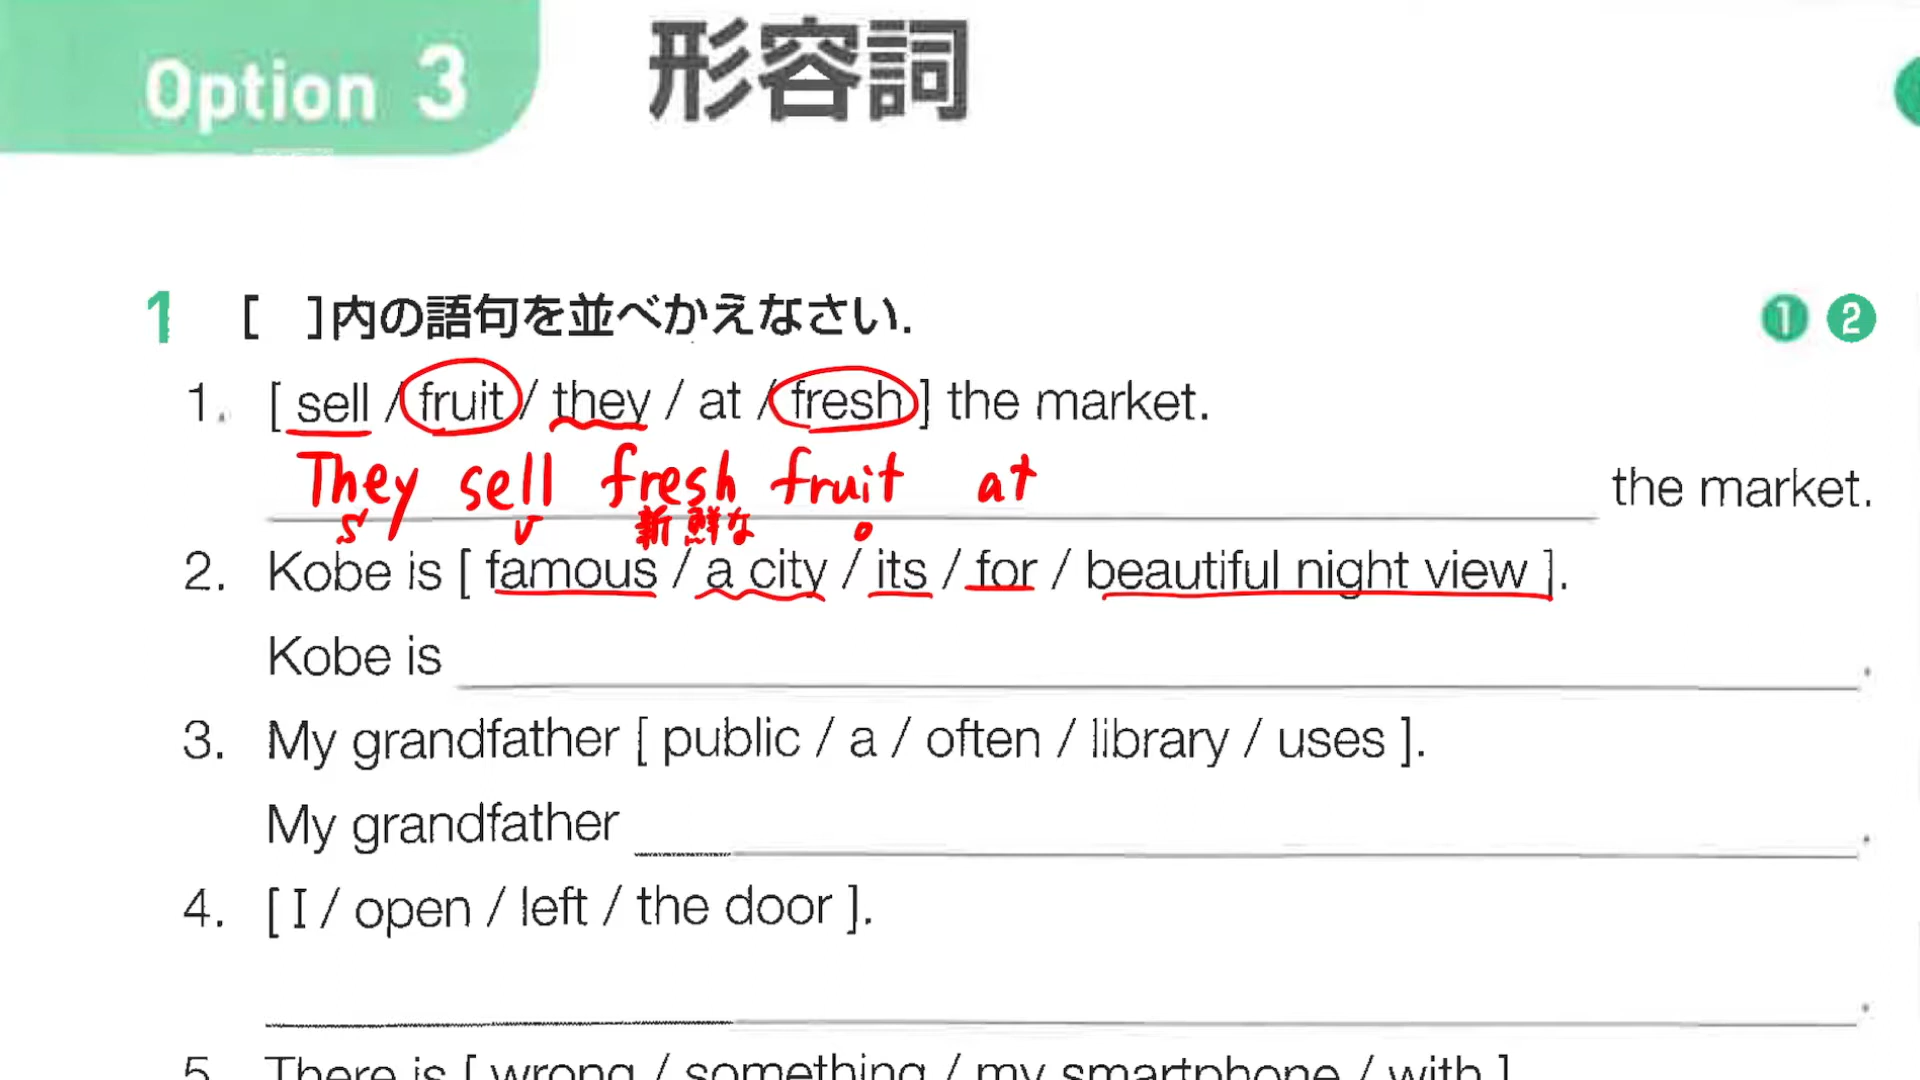 Option 3 形容詞
1 [ ]内の語句を並べかえなさい. 1 2
1. [ sell / fruit / they / at / fresh ] the market.
They sell fresh fruit at the market.
S V 新鮮な O
2. Kobe is [ famous / a city / its / for / beautiful night view ].
Kobe is .
3. My grandfather [ public / a / often / library / uses ].
My grandfather .
4. [ I / open / left / the door ].
.
5. There is [ wrong / something / my smartphone / with ]